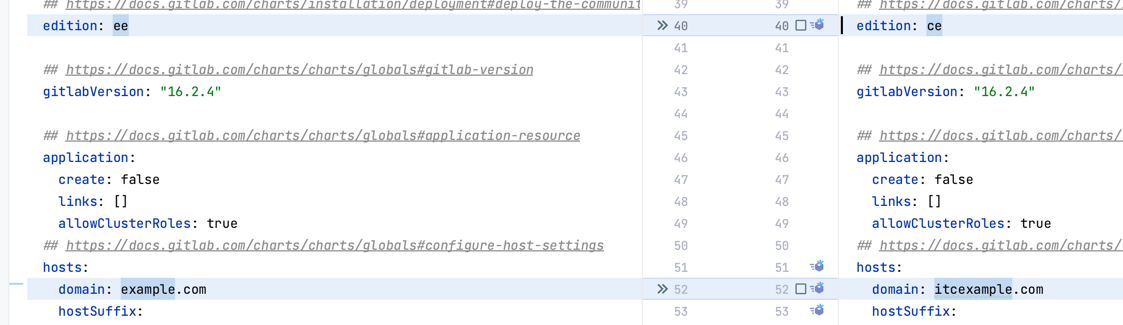 ## https://docs.gitlab.com/charts/installation/deployment#deploy-the-communit
edition: ee
## https://docs.gitlab.com/charts/charts/globals#gitlab-version
gitlabVersion: "16.2.4"
## https://docs.gitlab.com/charts/charts/globals#application-resource
application:
create: false
links: []
allowClusterRoles: true
## https://docs.gitlab.com/charts/charts/globals#configure-host-settings
hosts:
domain: example.com
hostSuffix:
39 39
40 40
41 41
42 42
43 43
44 44
45 45
46 46
47 47
48 48
49 49
50 50
51 51
52 52
53 53
## https://docs.gitlab.com/charts/
edition: ce
## https://docs.gitlab.com/charts/
gitlabVersion: "16.2.4"
## https://docs.gitlab.com/charts/
application:
create: false
links: []
allowClusterRoles: true
## https://docs.gitlab.com/charts/
hosts:
domain: itcexample.com
hostSuffix: